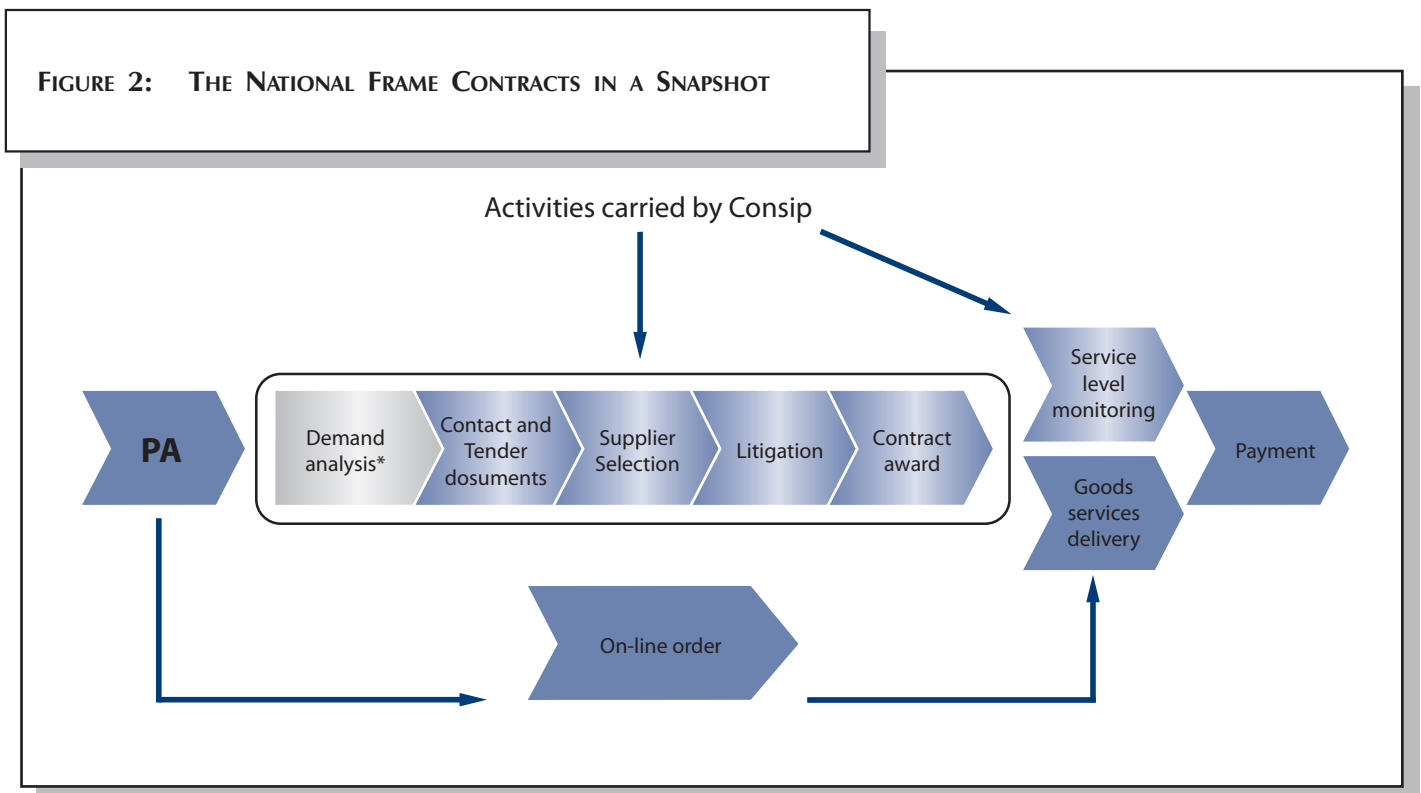 FIGURE 2: THE NATIONAL FRAME CONTRACTS IN A SNAPSHOT
Activities carried by Consip
PA
Demand
analysis*
Contact and
Tender
dosuments
Supplier
Selection
Litigation
Contract
award
Service
level
monitoring
Goods
services
delivery
Payment
On-line order